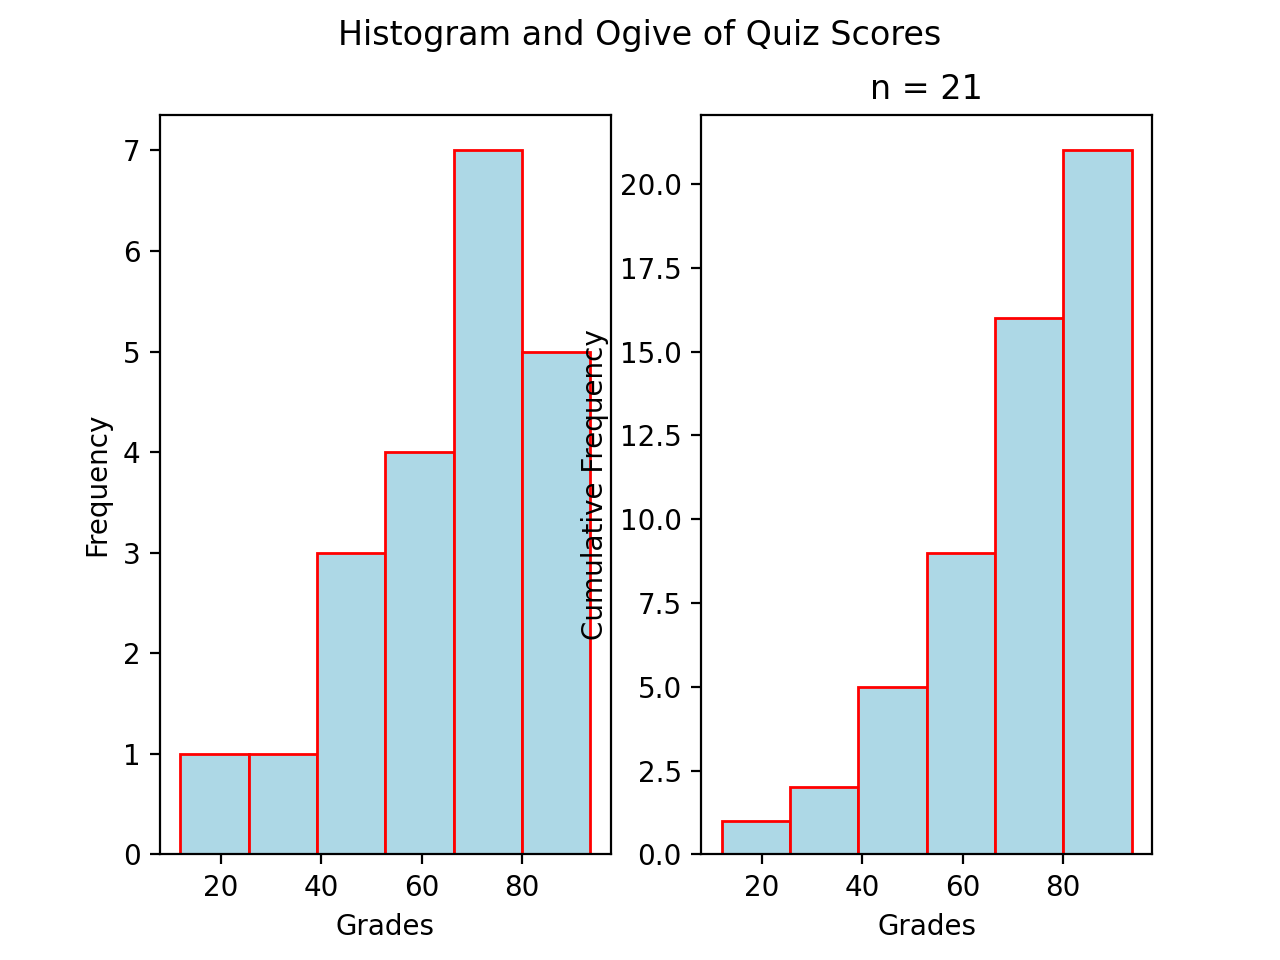 Histogram and Ogive of Quiz Scores
n = 21
7
6
5
4
3
2
1
0
Frequency
20 40 60 80
Grades
20.0
17.5
15.0
12.5
10.0
7.5
5.0
2.5
0.0
Cumulative Frequency
20 40 60 80
Grades